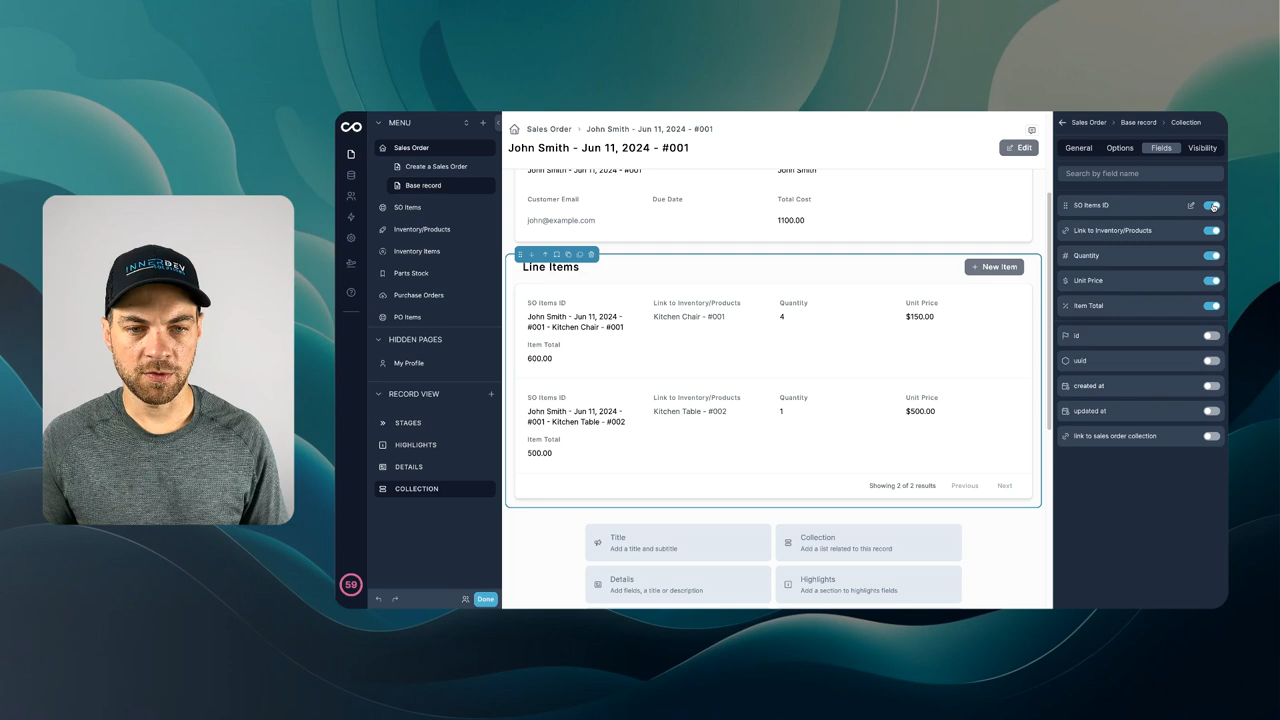 INNERDEV
MENU
Sales Order
Create a Sales Order
Base record
SO Items
Inventory/Products
Inventory Items
Parts Stock
Purchase Orders
PO Items
HIDDEN PAGES
My Profile
RECORD VIEW
STAGES
HIGHLIGHTS
DETAILS
COLLECTION
59
Done
Sales Order › John Smith - Jun 11, 2024 - #001
John Smith - Jun 11, 2024 - #001
Edit
John Smith - Jun 11, 2024 - #001
John Smith
Customer Email
Due Date
Total Cost
john@example.com
1100.00
Line Items
+ New Item
SO Items ID
Link to Inventory/Products
Quantity
Unit Price
John Smith - Jun 11, 2024 -
#001 - Kitchen Chair - #001
Kitchen Chair - #001
4
$150.00
Item Total
600.00
SO Items ID
Link to Inventory/Products
Quantity
Unit Price
John Smith - Jun 11, 2024 -
#001 - Kitchen Table - #002
Kitchen Table - #002
1
$500.00
Item Total
500.00
Showing 2 of 2 results
Previous
Next
Title
Add a title and subtitle
Collection
Add a list related to this record
Details
Add fields, a title or description
Highlights
Add a section to highlights fields
Sales Order › Base record › Collection
General
Options
Fields
Visibility
Search by field name
SO Items ID
Link to Inventory/Products
Quantity
Unit Price
Item Total
id
uuid
created at
updated at
link to sales order collection